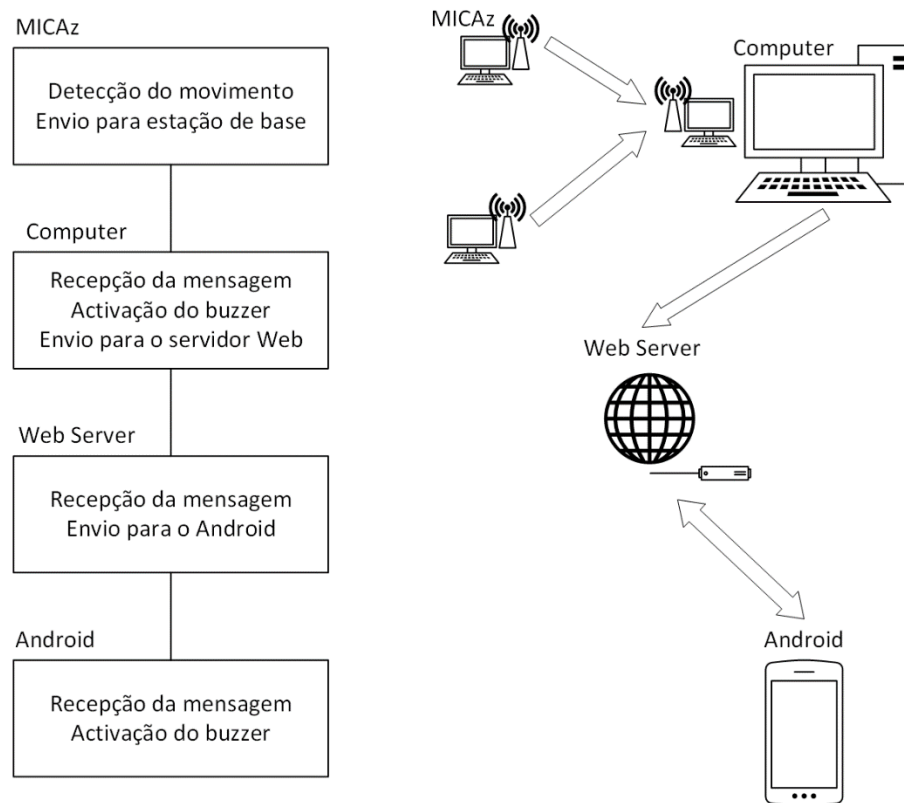 MICAz
Detecção do movimento
Envio para estação de base
Computer
Recepção da mensagem
Activação do buzzer
Envio para o servidor Web
Web Server
Recepção da mensagem
Envio para o Android
Android
Recepção da mensagem
Activação do buzzer
MICAz
Computer
Web Server
Android